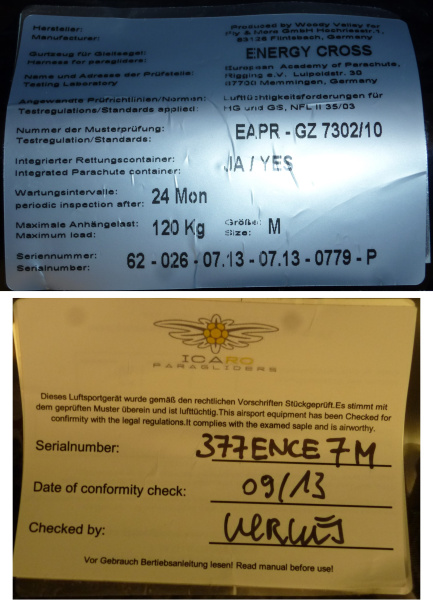 Hersteller: Produced by Woody Valley for
Manufacturer: Fly & More GmbH Hochriesstr.1,
83126 Flintsbach, Germany
Gurtzeug für Gleitsegel: ENERGY CROSS
Harness for paragliders:
Name und Adresse der Prüfstelle: European Academy of Parachute,
Testing Laboratory Rigging e.V. Luipoldstr. 30
87700 Memmingen, Germany
Angewandte Prüfrichtlinien/Normen: Luftüchtigkeitsforderungen für
Testregulations/Standards applied: HG und GS, NFL II 35/03
Nummer der Musterprüfung: EAPR - GZ 7302/10
Testregulation/Standards:
Integrierter Rettungscontainer: JA / YES
Integrated Parachute container:
Wartungsintervalle: 24 Mon
periodic inspection after:
Maximale Anhängelast: 120 Kg Größe: M
Maximum load: Size:
Seriennummer: 62 - 026 - 07.13 - 07.13 - 0779 - P
Serialnumber:
ICARO
PARAGLIDERS
Dieses Luftsportgerät wurde gemäß den rechtlichen Vorschriften Stückgeprüft.Es stimmt mit
dem geprüften Muster überein und ist lufttüchtig.This airsport equipment has been Checked for
confirmity with the legal regulations.It complies with the examed saple and is airworthy.
Serialnumber: 377ENCE7M
Date of conformity check: 09/13
Checked by:
Vor Gebrauch Bertiebsanleitung lesen! Read manual before use!